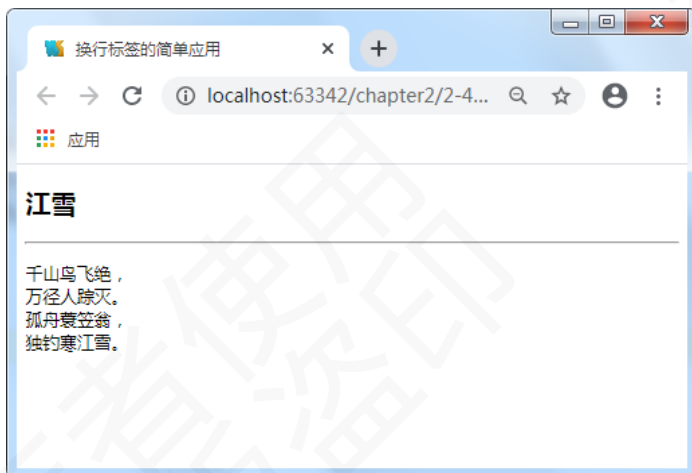 换行标签的简单应用
localhost:63342/chapter2/2-4...
应用
江雪
千山鸟飞绝，
万径人踪灭。
孤舟蓑笠翁，
独钓寒江雪。